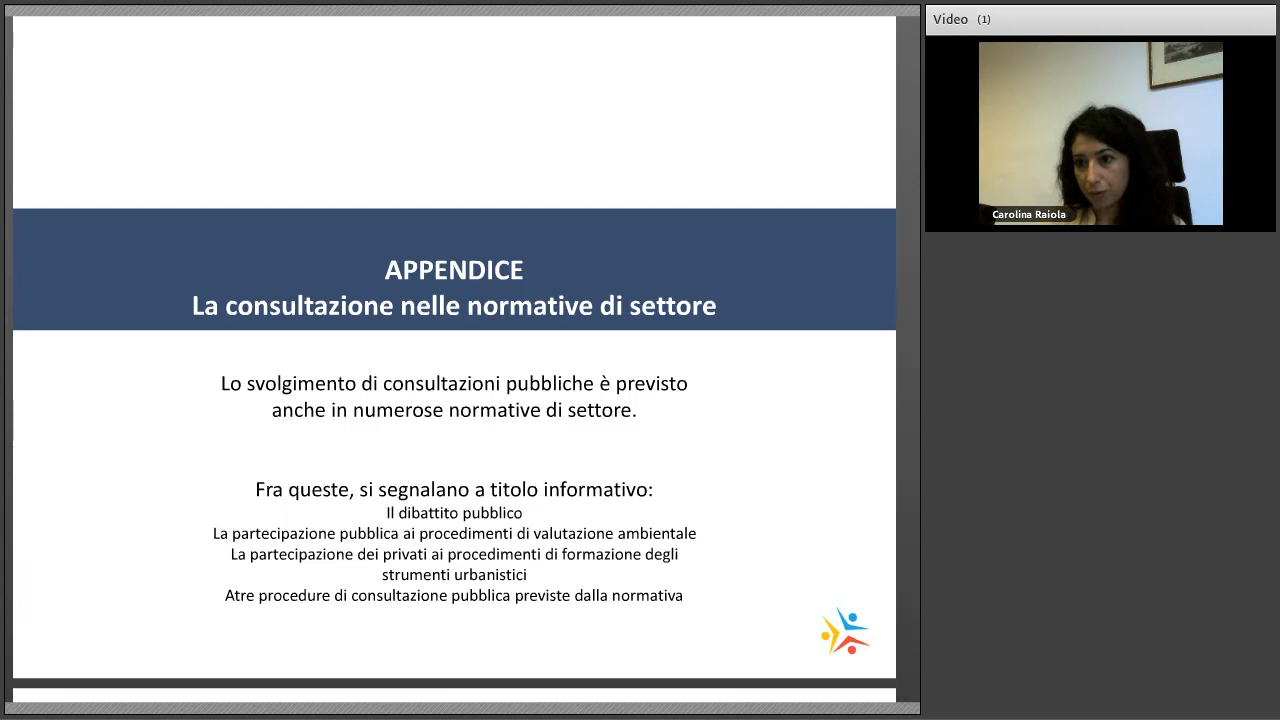 Video (1)
Carolina Raiola
APPENDICE
La consultazione nelle normative di settore
Lo svolgimento di consultazioni pubbliche è previsto
anche in numerose normative di settore.
Fra queste, si segnalano a titolo informativo:
Il dibattito pubblico
La partecipazione pubblica ai procedimenti di valutazione ambientale
La partecipazione dei privati ai procedimenti di formazione degli
strumenti urbanistici
Atre procedure di consultazione pubblica previste dalla normativa